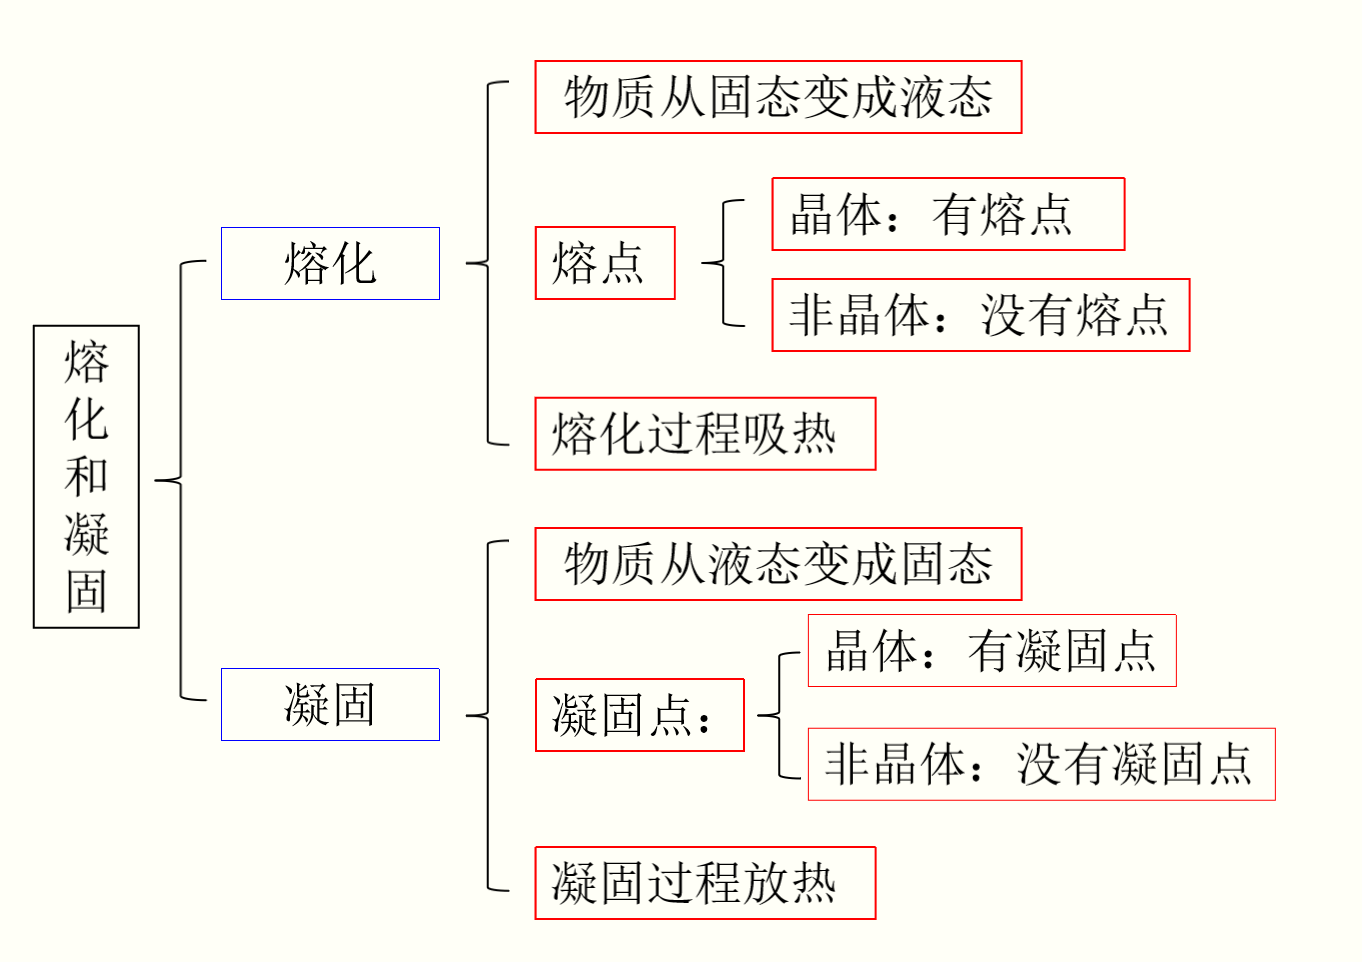 熔化和凝固
熔化
物质从固态变成液态
熔点
晶体：有熔点
非晶体：没有熔点
熔化过程吸热
凝固
物质从液态变成固态
凝固点：
晶体：有凝固点
非晶体：没有凝固点
凝固过程放热